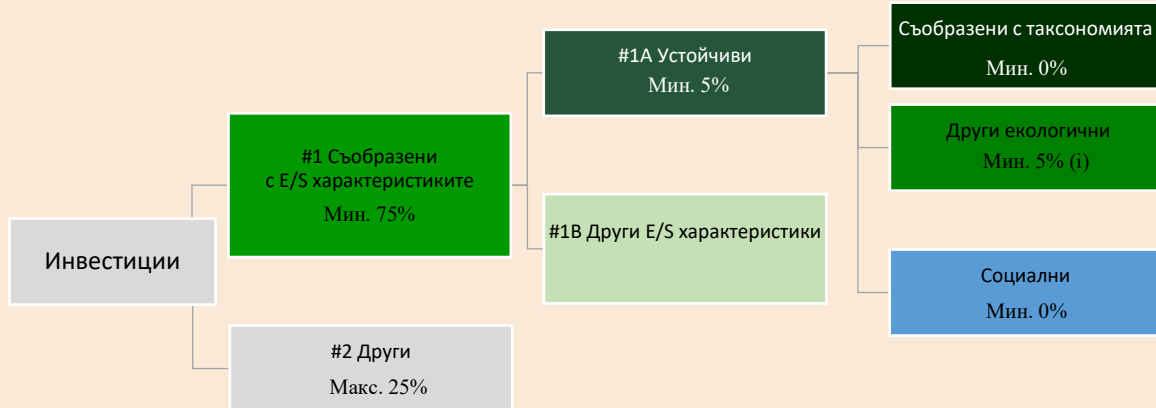 Инвестиции
#1 Съобразени
с E/S характеристиките
Мин. 75%
#2 Други
Макс. 25%
#1A Устойчиви
Мин. 5%
#1B Други E/S характеристики
Съобразени с таксономията
Мин. 0%
Други екологични
Мин. 5% (i)
Социални
Мин. 0%